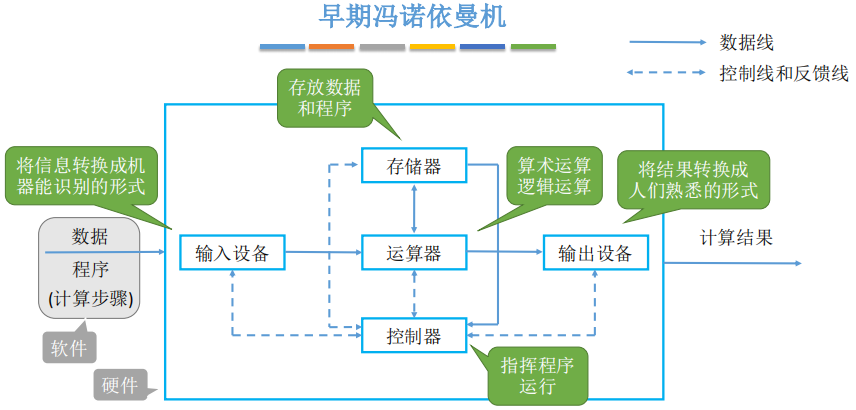 早期冯诺依曼机
数据线
控制线和反馈线
存放数据
和程序
将信息转换成机
器能识别的形式
存储器
算术运算
逻辑运算
将结果转换成
人们熟悉的形式
数据
程序
(计算步骤)
输入设备
运算器
输出设备
计算结果
控制器
软件
硬件
指挥程序
运行